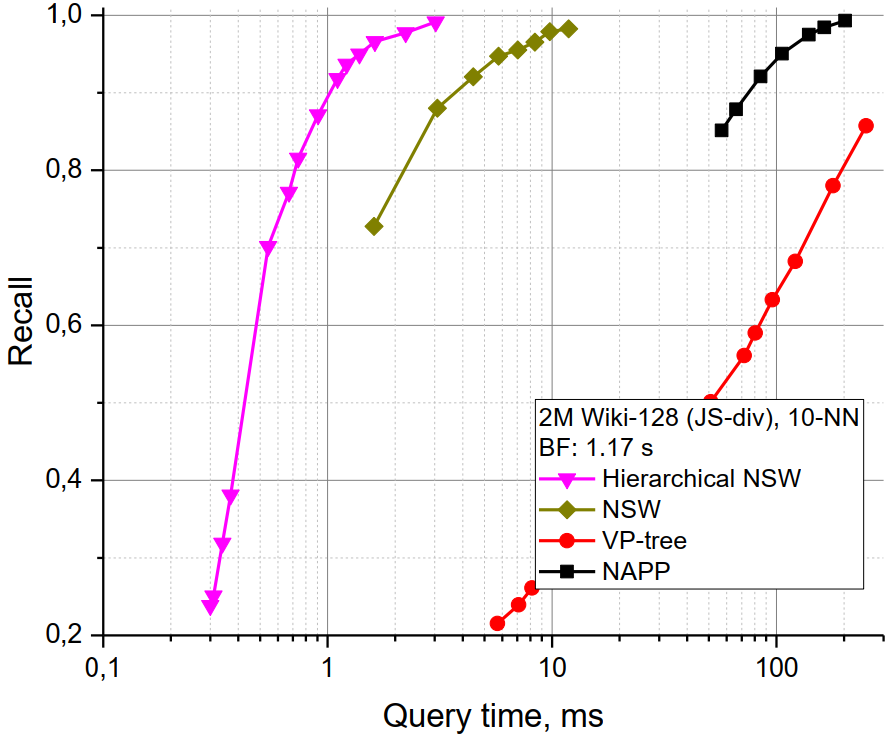 1,0
0,8
0,6
0,4
0,2
Recall
2M Wiki-128 (JS-div), 10-NN
BF: 1.17 s
Hierarchical NSW
NSW
VP-tree
NAPP
0,1 1 10 100
Query time, ms